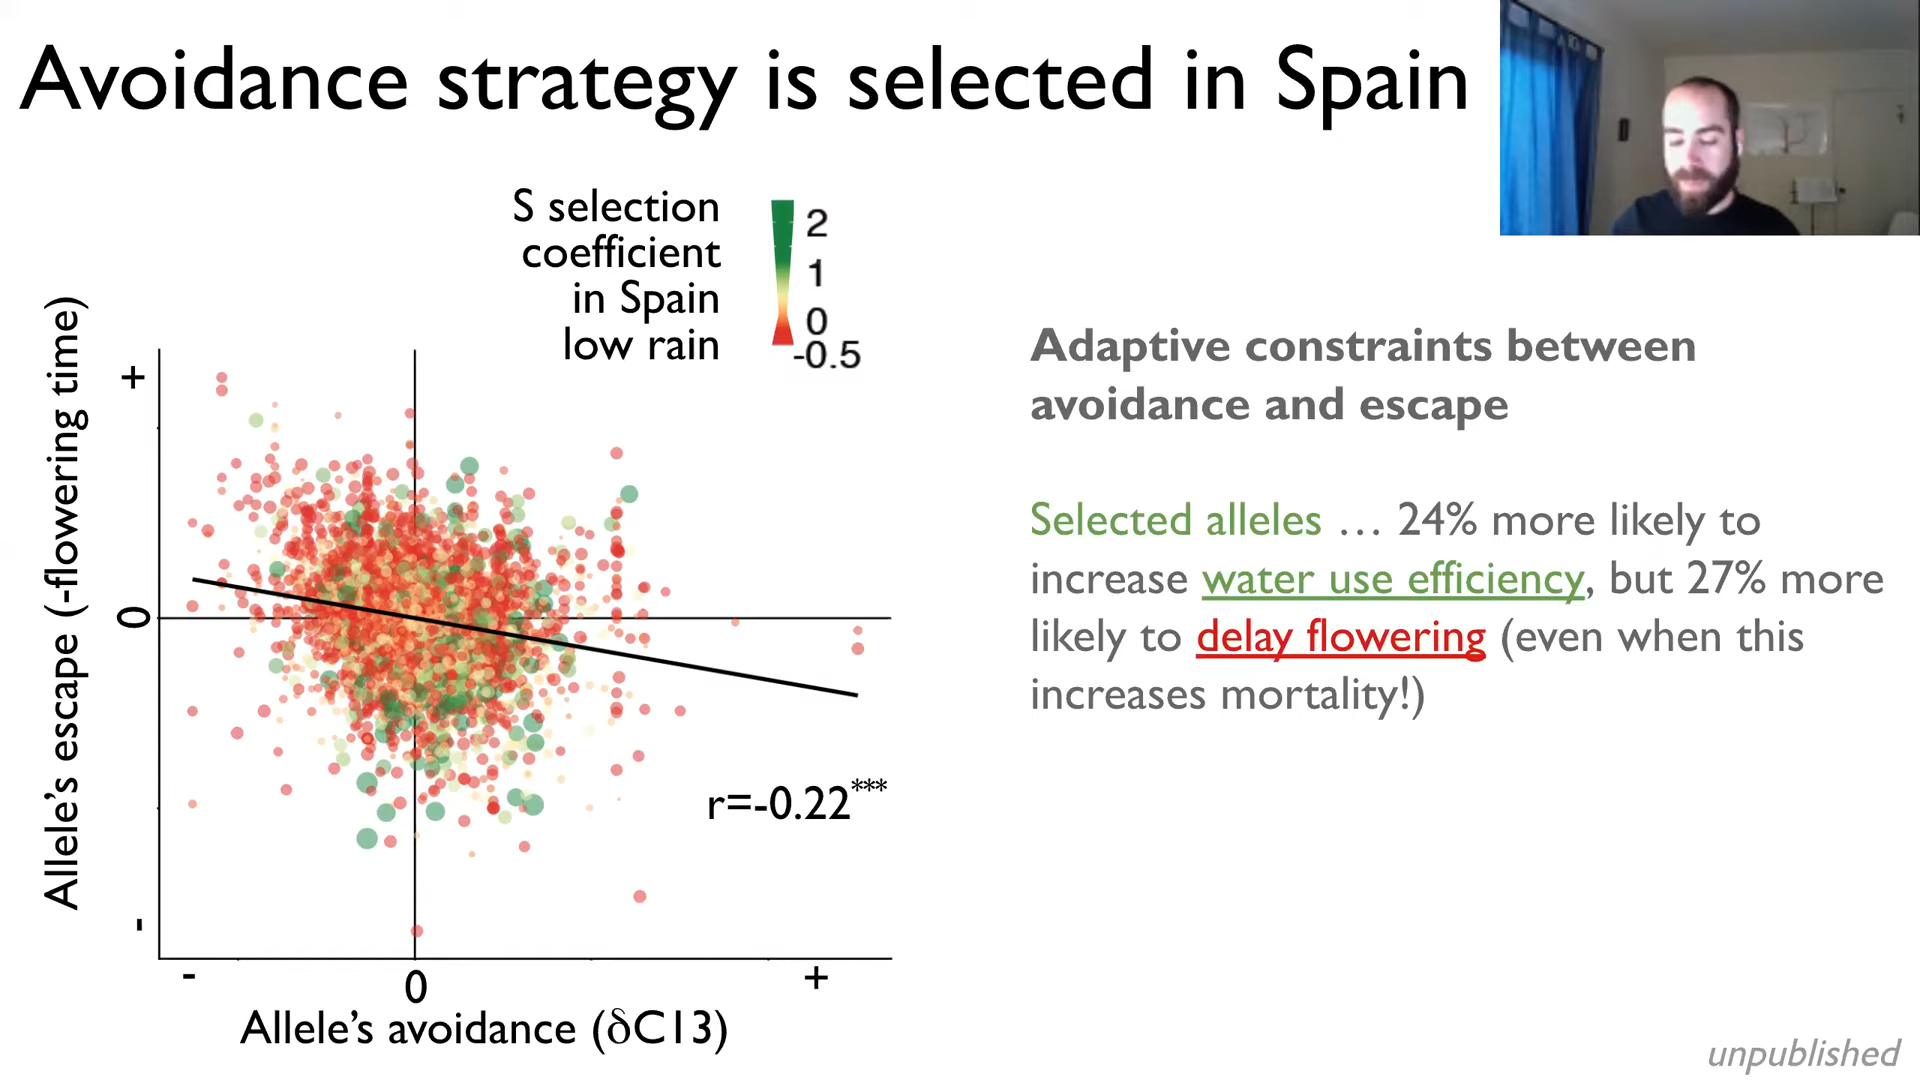 Avoidance strategy is selected in Spain
S selection
coefficient
in Spain
low rain
2
1
0
-0.5
Adaptive constraints between
avoidance and escape
Selected alleles … 24% more likely to
increase water use efficiency, but 27% more
likely to delay flowering (even when this
increases mortality!)
Allele's escape (-flowering time)
+
0
-
r=-0.22***
-
0
+
Allele's avoidance (δC13)
unpublished